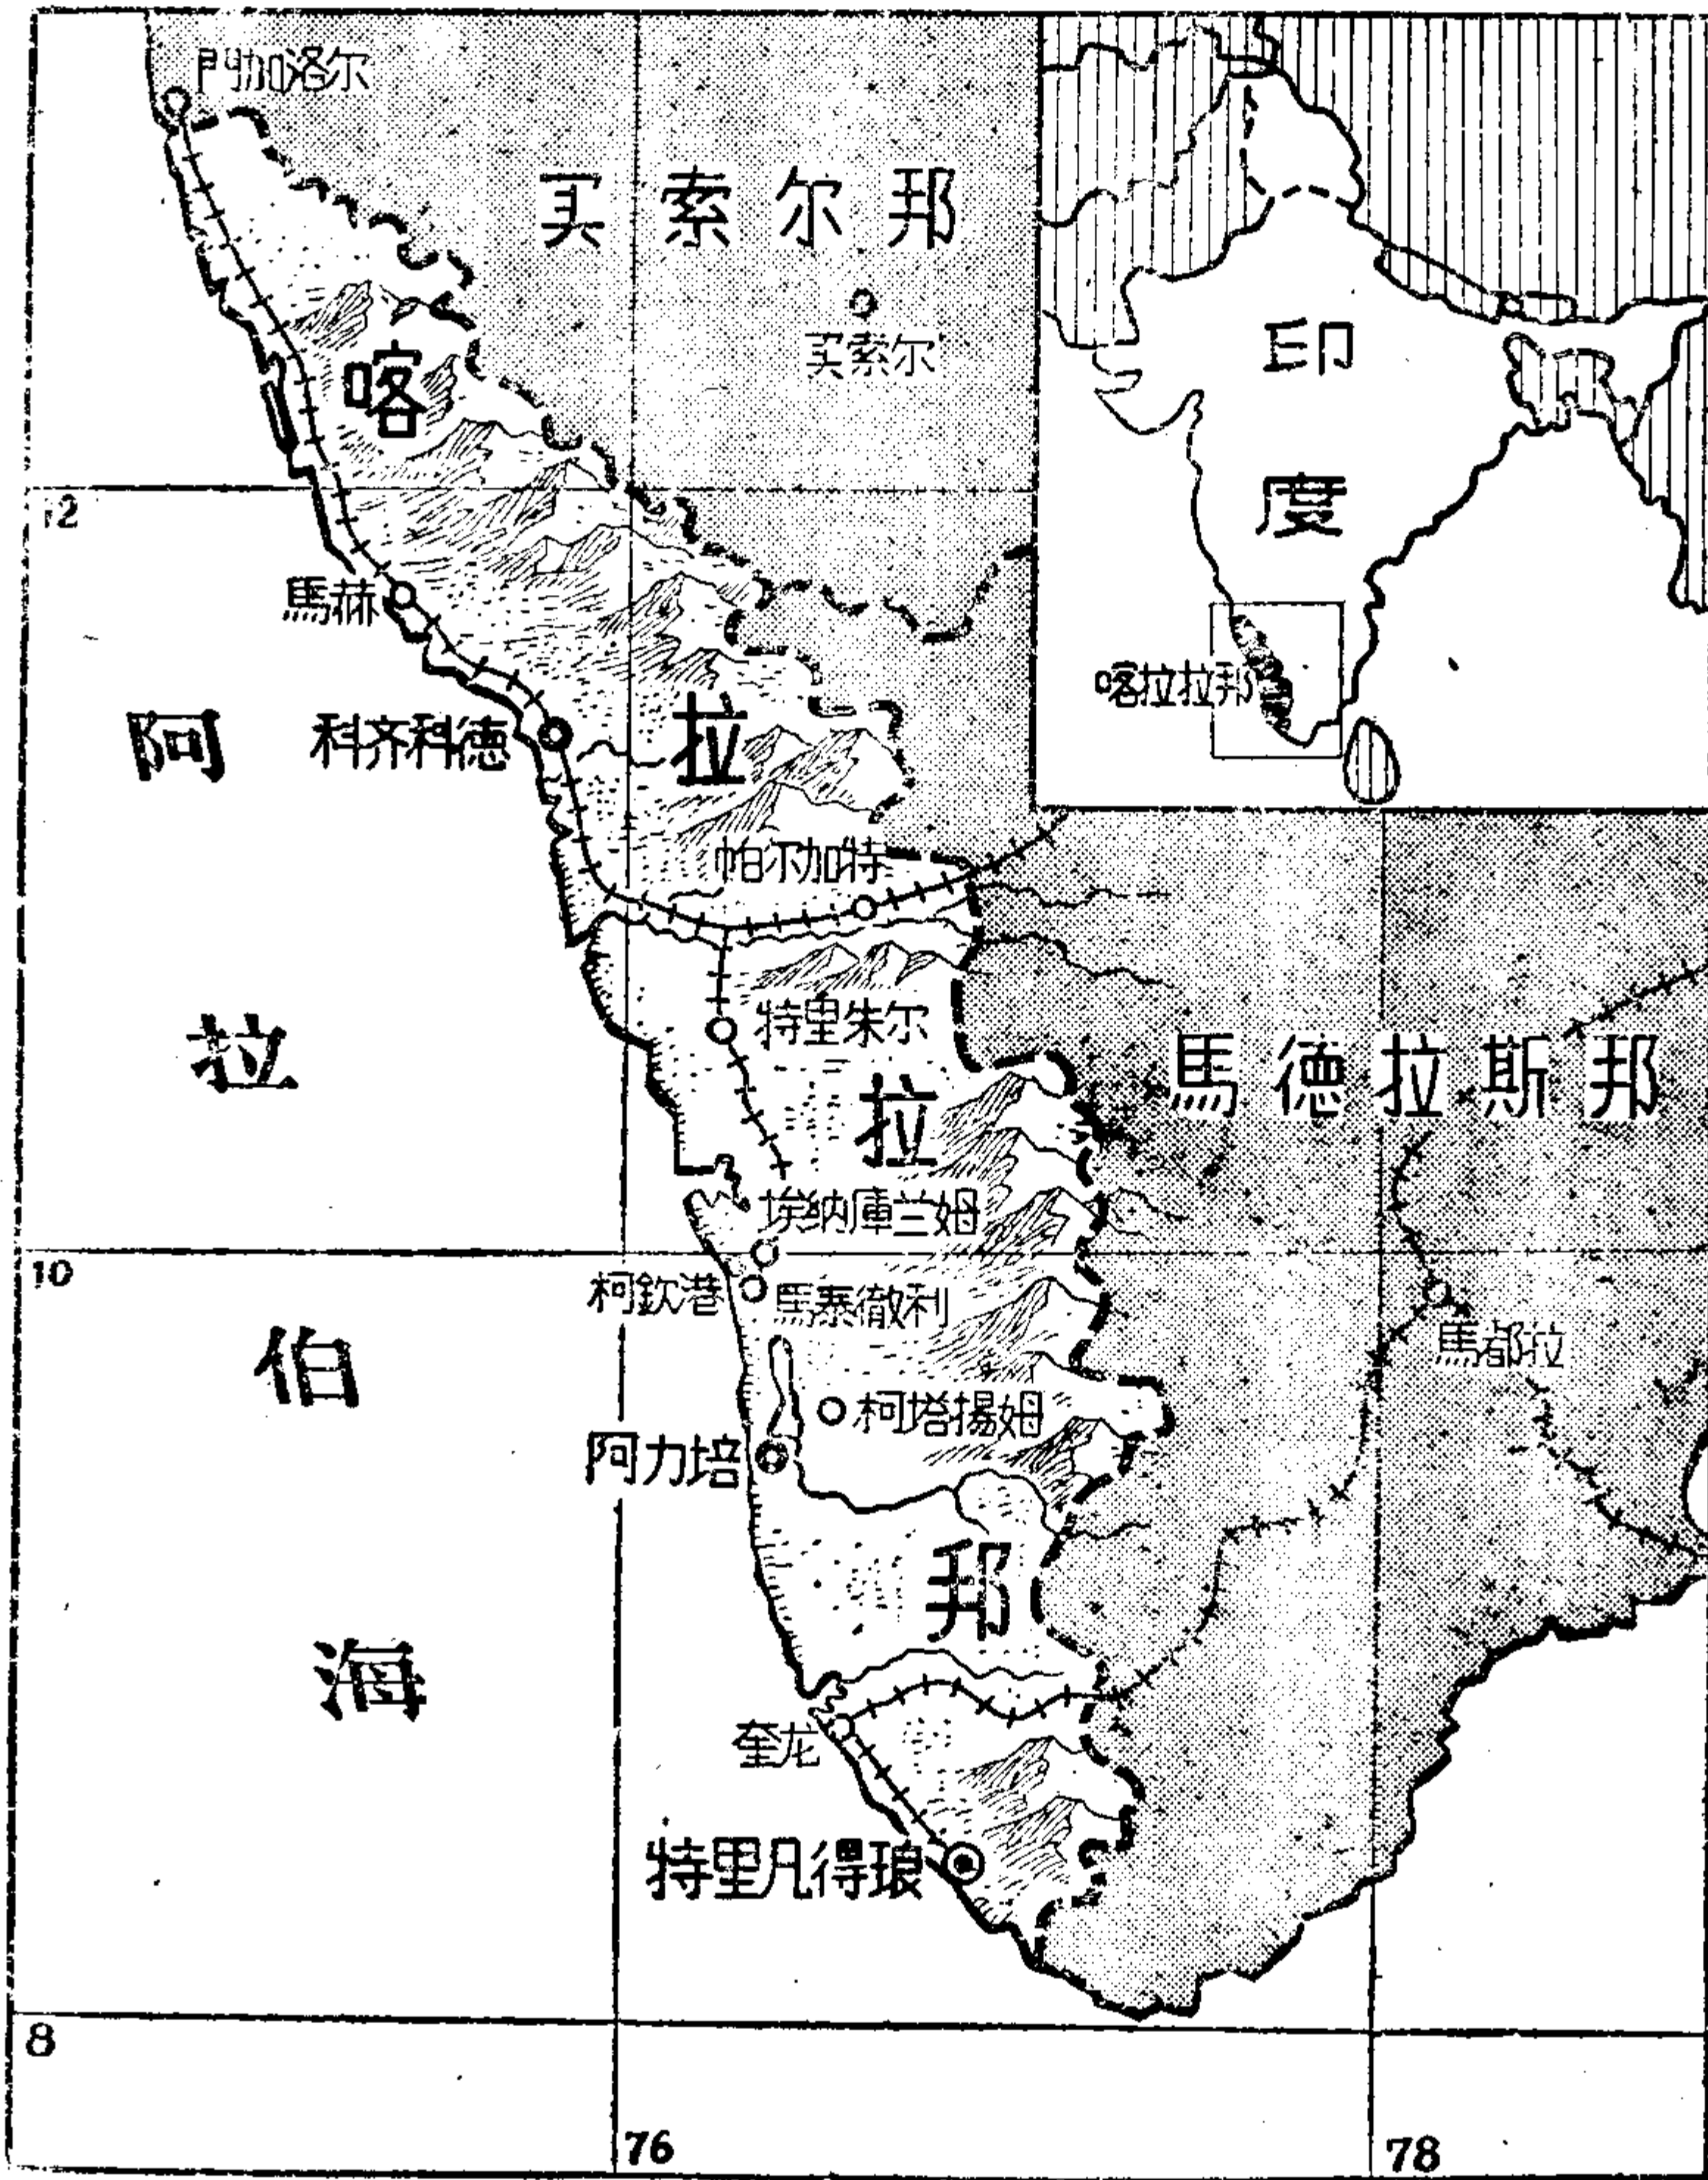 門加洛尔
买索尔邦
买索尔
印度
喀拉拉邦
喀拉拉邦
12
馬赫
科齐科德
帕尔加特
特里朱尔
馬德拉斯邦
阿拉伯海
埃納庫兰姆
10
柯欽港
馬泰徹利
馬都拉
柯塔揚姆
阿力培
奎龙
特里凡得琅
8
76
78